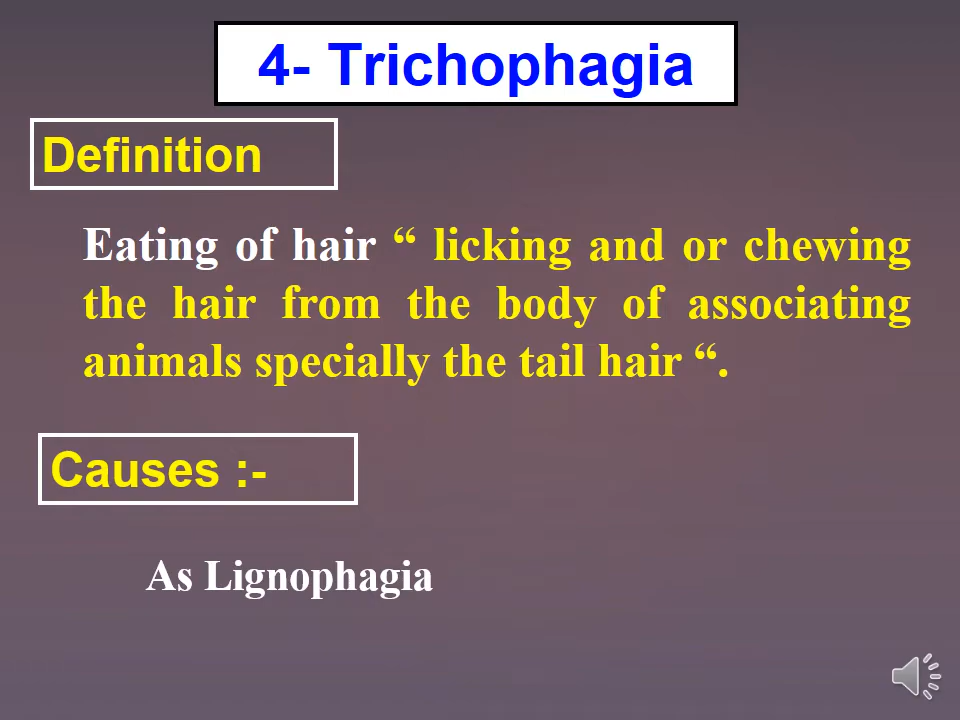 4- Trichophagia
Definition
Eating of hair “ licking and or chewing
the hair from the body of associating
animals specially the tail hair “.
Causes :-
As Lignophagia